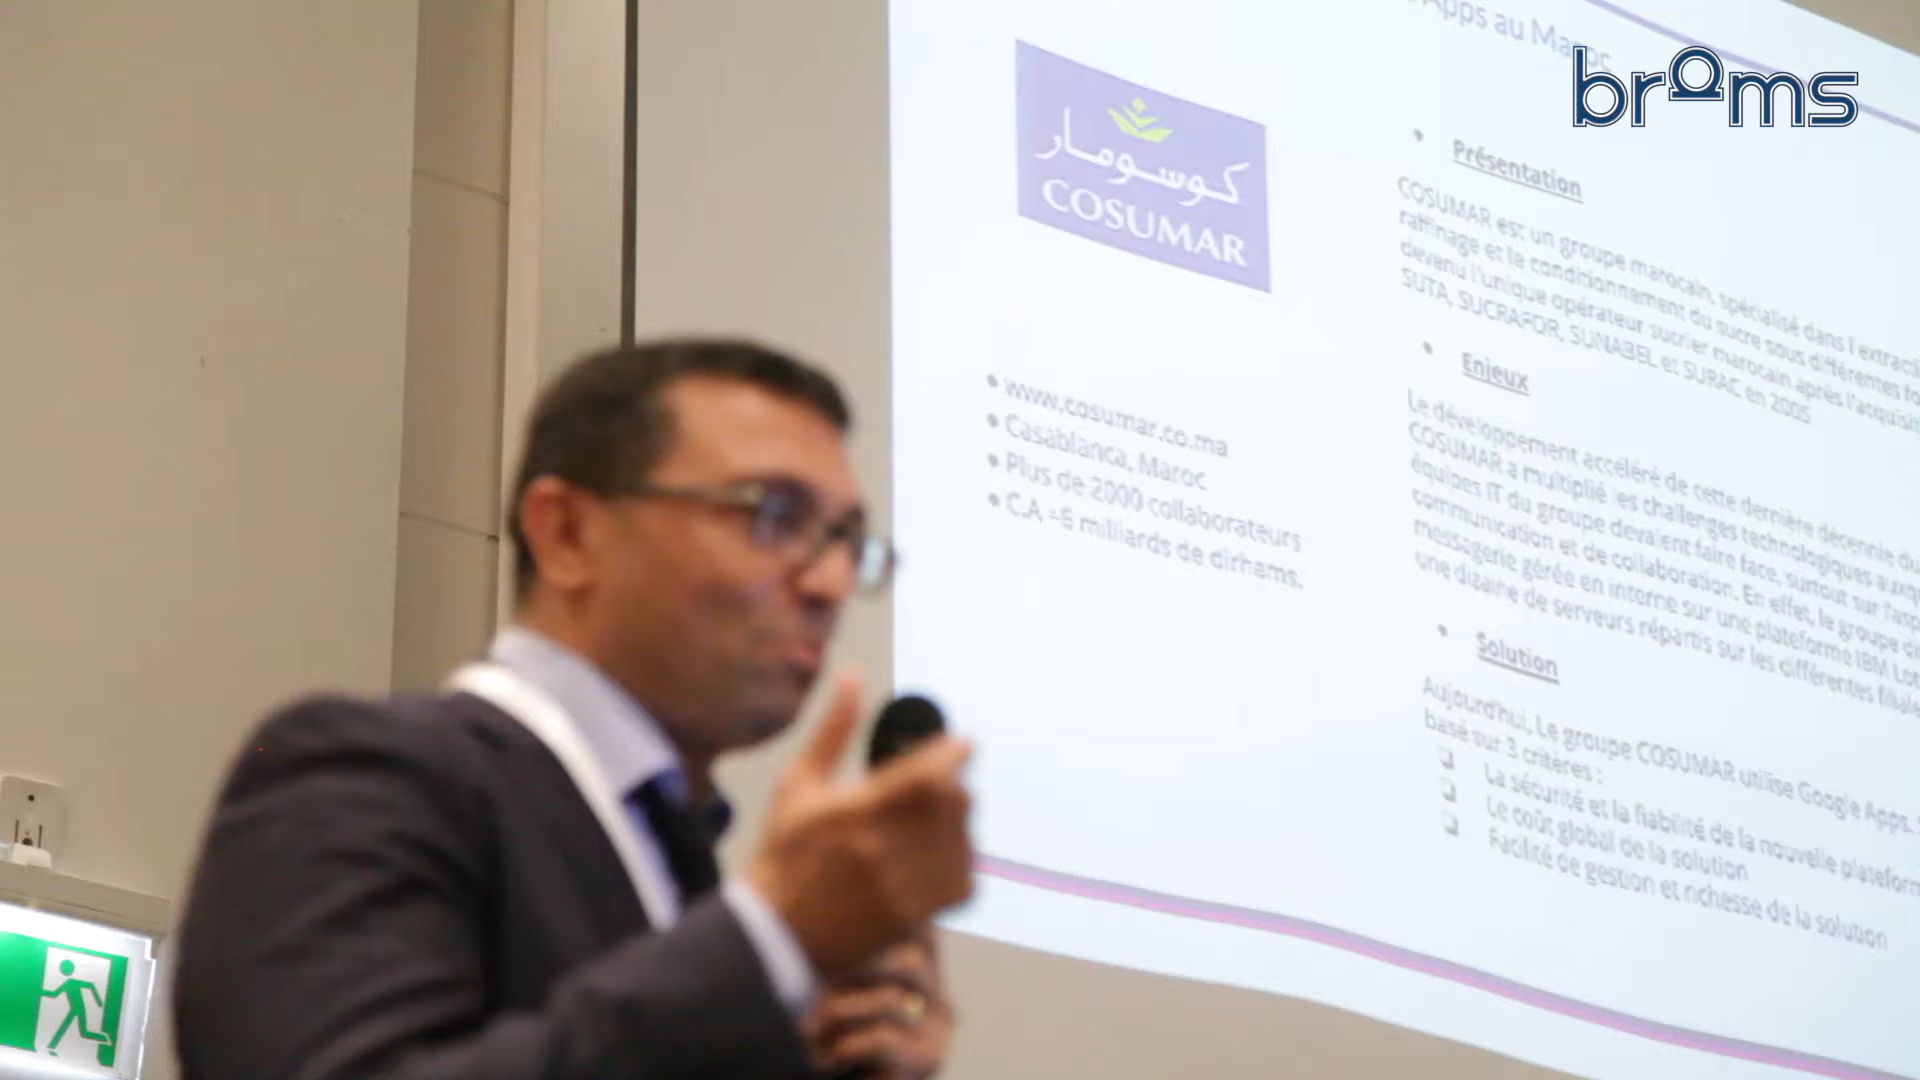 Apps au Maroc
broms
كوسومار
COSUMAR
• www.cosumar.co.ma
• Casablanca, Maroc
• Plus de 2000 collaborateurs
• C.A =6 milliards de dirhams.
• Présentation
COSUMAR est un groupe marocain, spécialisé dans l'extracti
raffinage et le conditionnement du sucre sous différentes fo
devenu l'unique opérateur sucrier marocain après l'acquisit
SUTA, SUCRAFOR, SUNABEL et SURAC en 2005
• Enjeux
Le développement accéléré de cette dernière décennie du
COSUMAR a multiplié les challenges technologiques auxq
équipes IT du groupe devaient faire face, surtout sur l'asp
communication et de collaboration. En effet, le groupe di
messagerie gérée en interne sur une plateforme IBM Lot
une dizaine de serveurs répartis sur les différentes filiale
• Solution
Aujourd'hui, Le groupe COSUMAR utilise Google Apps.
basé sur 3 critères :
❑ La sécurité et la fiabilité de la nouvelle plateform
❑ Le coût global de la solution
❑ Facilité de gestion et richesse de la solution